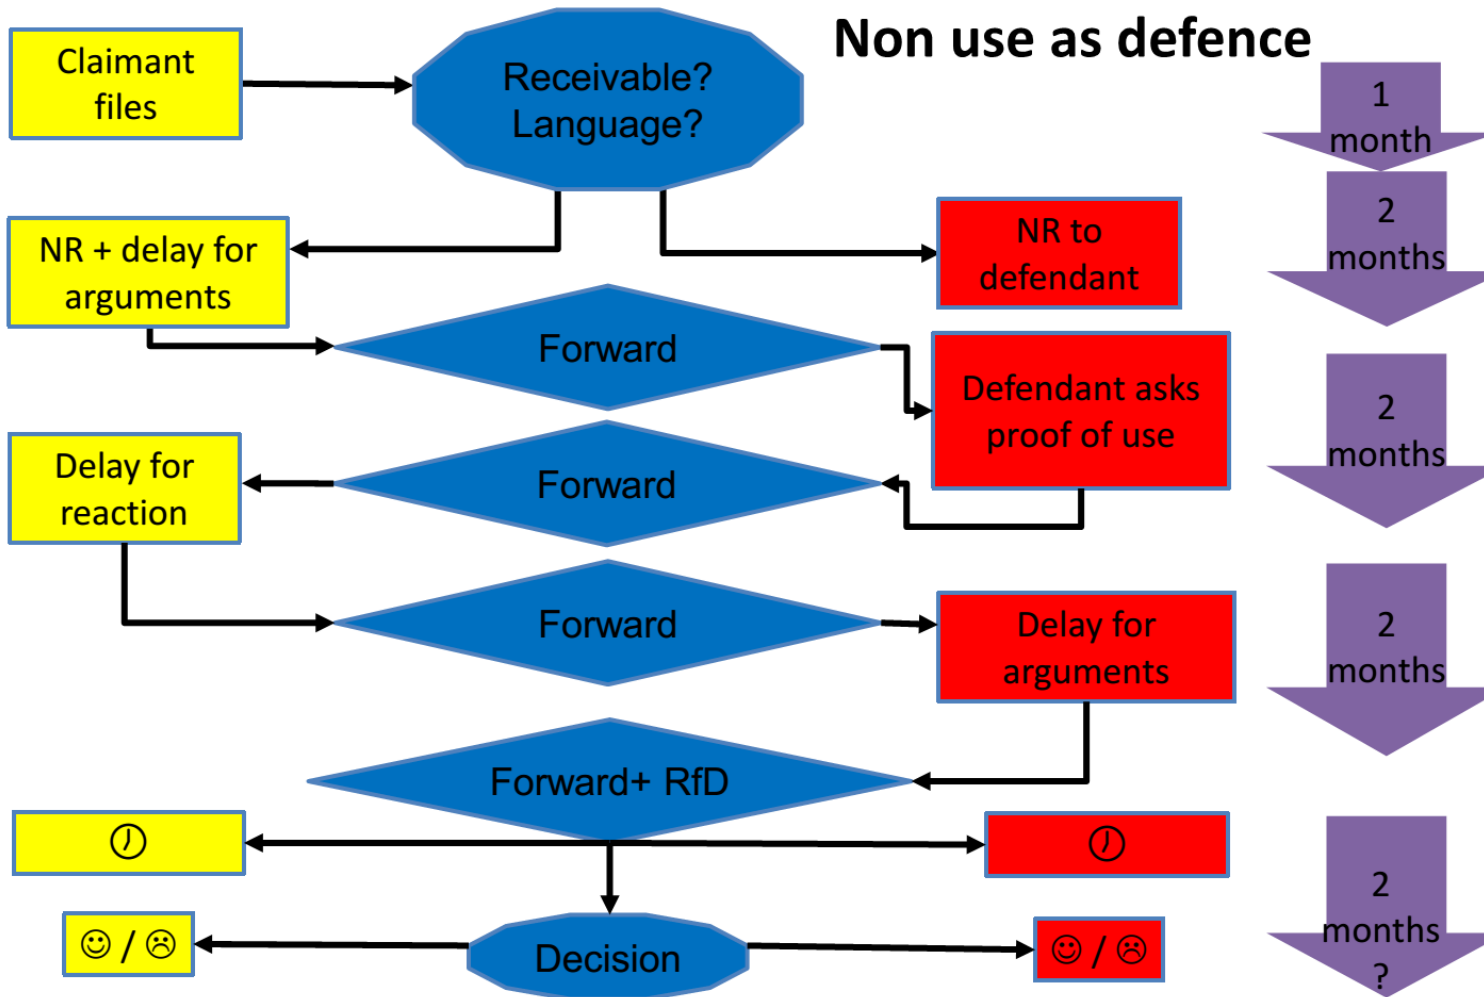 Non use as defence
Claimant
files
Receivable?
Language?
1
month
NR + delay for
arguments
NR to
defendant
2
months
Forward
Defendant asks
proof of use
2
months
Delay for
reaction
Forward
Forward
Delay for
arguments
2
months
Forward+ RfD
🕖
🕖
☺ / ☹
Decision
☺ / ☹
2
months
?